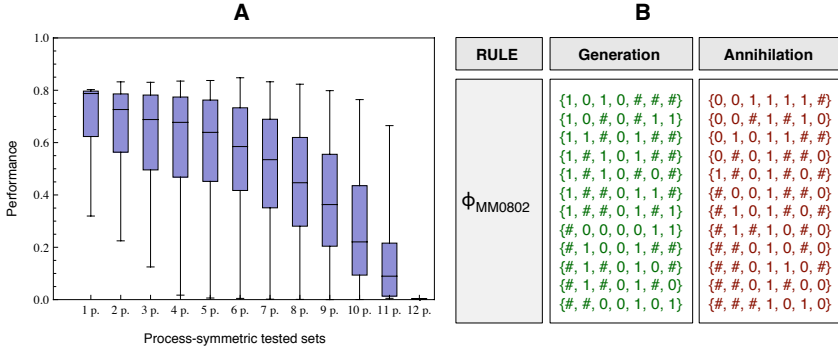 A
1.0
0.8
0.6
0.4
0.2
0.0
Performance
1 p. 2 p. 3 p. 4 p. 5 p. 6 p. 7 p. 8 p. 9 p. 10 p. 11 p. 12 p.
Process-symmetric tested sets
B
RULE Generation Annihilation
ϕMM0802
{1, 0, 1, 0, #, #, #} {0, 0, 1, 1, 1, 1, #}
{1, 0, #, 0, #, 1, 1} {0, 0, #, 1, #, 1, 0}
{1, 1, #, 0, 1, #, #} {0, 1, 0, 1, 1, #, #}
{1, #, 1, 0, 1, #, #} {0, #, 0, 1, #, #, 0}
{1, #, 1, 0, #, 0, #} {1, #, 0, 1, #, 0, #}
{1, #, #, 0, 1, 1, #} {#, 0, 0, 1, #, #, 0}
{1, #, #, 0, 1, #, 1} {#, 1, 0, 1, #, 0, #}
{#, 0, 0, 0, 0, 1, 1} {#, 1, #, 1, 0, #, 0}
{#, 1, 0, 0, 1, #, #} {#, #, 0, 1, 0, #, 0}
{#, 1, #, 0, 1, 0, #} {#, #, 0, 1, 1, 0, #}
{#, 1, #, 0, 1, #, 0} {#, #, 0, 1, #, 0, 0}
{#, #, 0, 0, 1, 0, 1} {#, #, #, 1, 0, 1, 0}